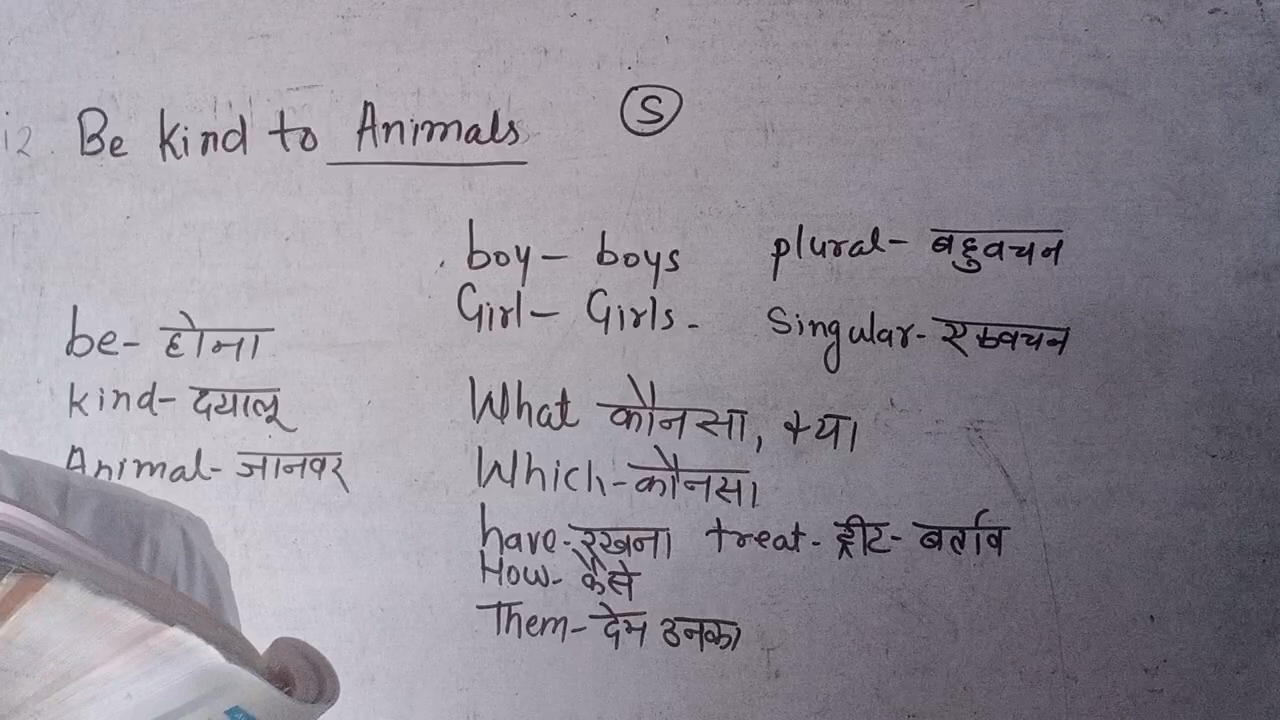 12. Be Kind to Animals Ⓢ
boy- boys plural- बहुवचन
Girl- Girls- Singular- एकवचन
be- होना
Kind- दयालू
Animal- जानवर
What कौनसा, क्या
Which- कौनसा
have- रखना treat- ट्रीट- बर्ताव
How- कैसे
Them- देम उनका